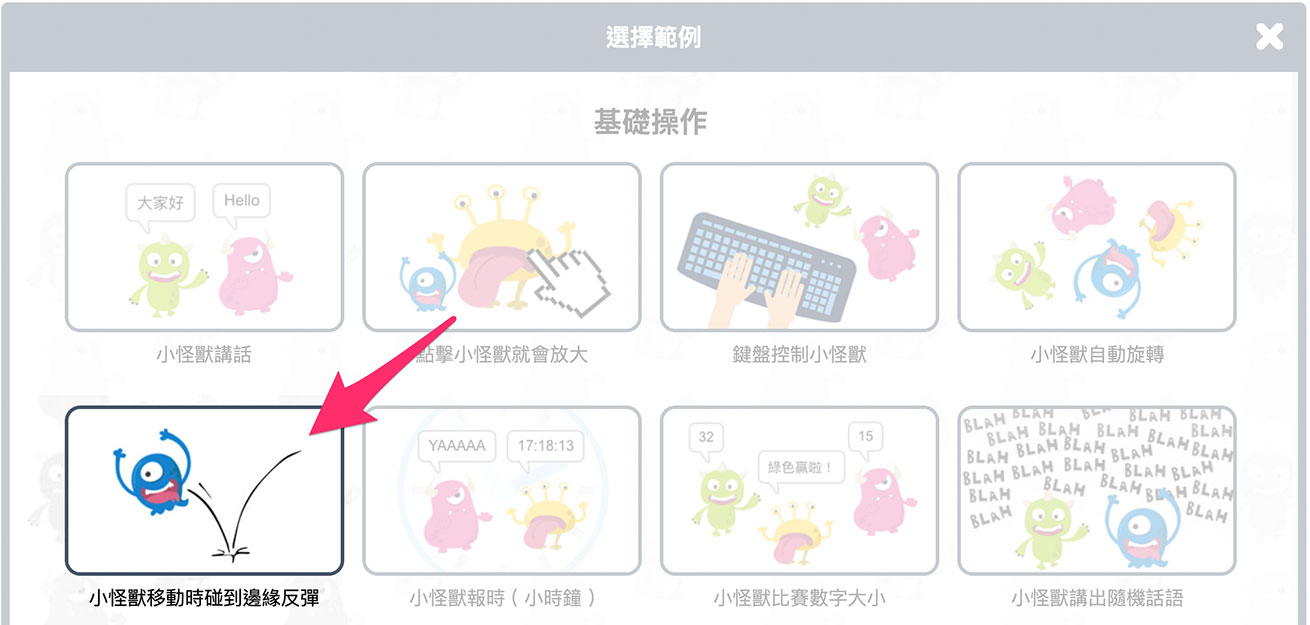 選擇範例
基礎操作
大家好
Hello
小怪獸講話
點擊小怪獸就會放大
鍵盤控制小怪獸
小怪獸自動旋轉
小怪獸移動時碰到邊緣反彈
YAAAAA
17:18:13
小怪獸報時(小時鐘)
32
15
綠色贏啦!
小怪獸比賽數字大小
BLAH BLAH BLAH BLAH BLAH
BLAH BLAH BLAH BLAH BLAH
BLAH BLAH BLAH BLAH BLAH
BLAH BLAH BLAH BLAH BLAH
BLAH BLAH BLAH BLAH BLAH
BLAH BLAH
小怪獸講出隨機話語